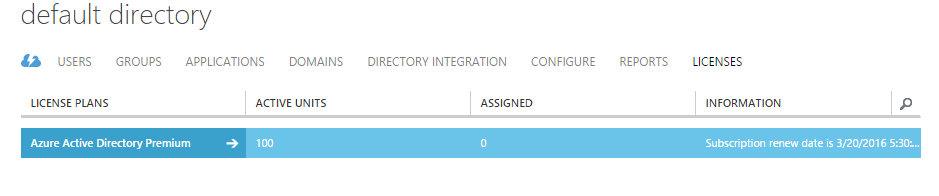 default directory
USERS GROUPS APPLICATIONS DOMAINS DIRECTORY INTEGRATION CONFIGURE REPORTS LICENSES
LICENSE PLANS ACTIVE UNITS ASSIGNED INFORMATION
Azure Active Directory Premium 100 0 Subscription renew date is 3/20/2016 5:30:...